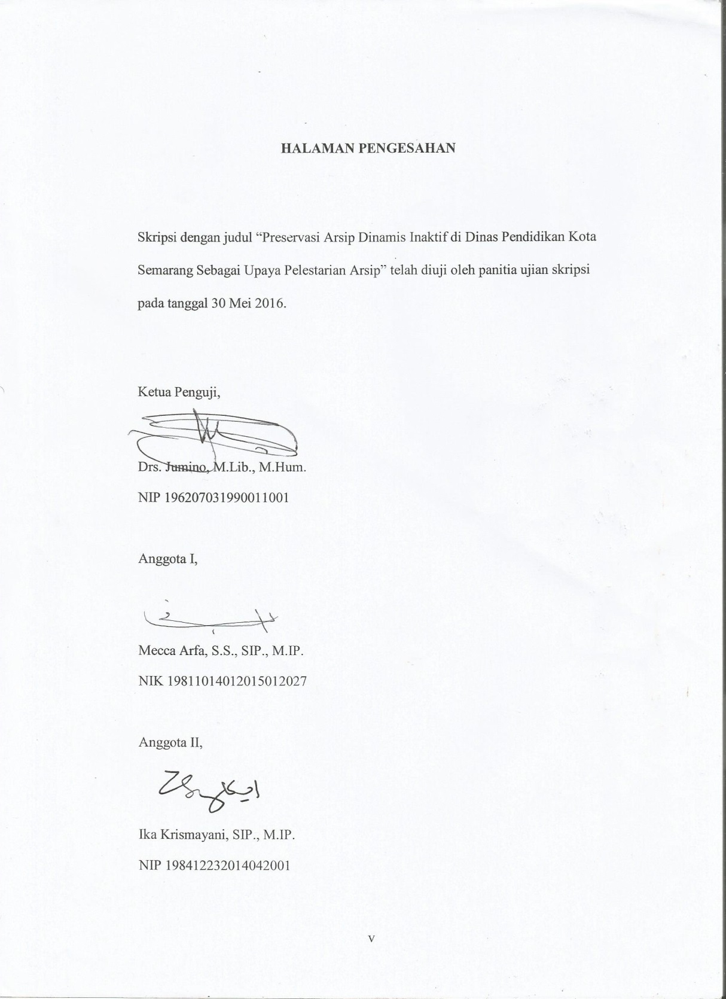 HALAMAN PENGESAHAN
Skripsi dengan judul “Preservasi Arsip Dinamis Inaktif di Dinas Pendidikan Kota
Semarang Sebagai Upaya Pelestarian Arsip” telah diuji oleh panitia ujian skripsi
pada tanggal 30 Mei 2016.
Ketua Penguji,
Drs. Jumino, M.Lib., M.Hum.
NIP 196207031990011001
Anggota I,
Mecca Arfa, S.S., SIP., M.IP.
NIK 19811014012015012027
Anggota II,
Ika Krismayani, SIP., M.IP.
NIP 198412232014042001
v